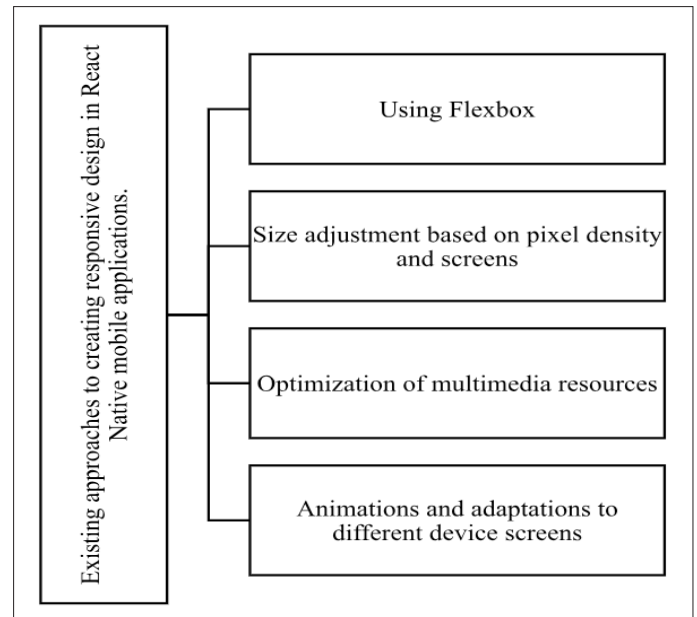 Existing approaches to creating responsive design in React
Native mobile applications.
Using Flexbox
Size adjustment based on pixel density
and screens
Optimization of multimedia resources
Animations and adaptations to
different device screens